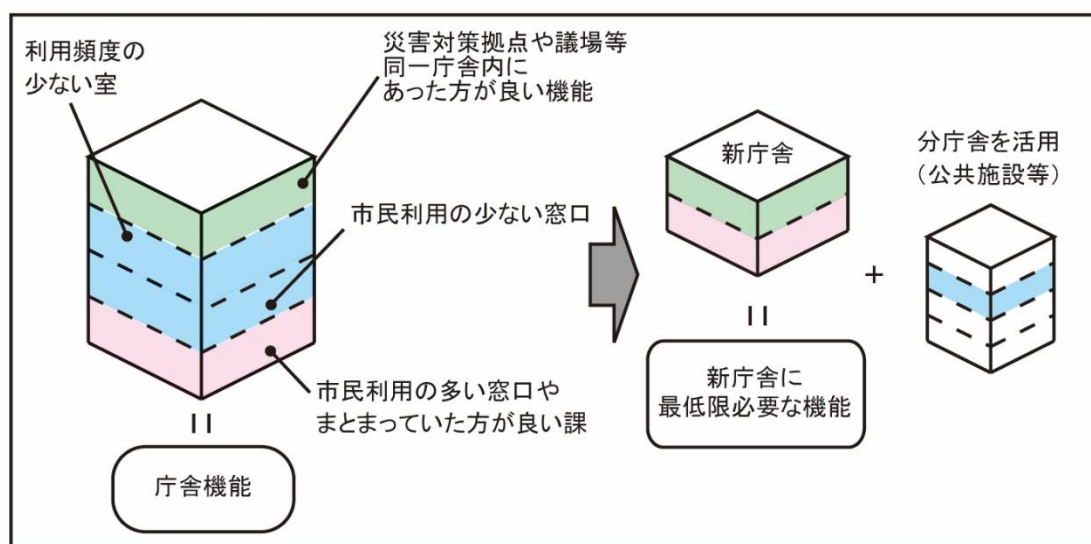 利用頻度の
少ない室
災害対策拠点や議場等
同一庁舎内に
あった方が良い機能
市民利用の少ない窓口
市民利用の多い窓口や
まとまっていた方が良い課
=
庁舎機能
新庁舎
分庁舎を活用
（公共施設等）
+
=
新庁舎に
最低限必要な機能